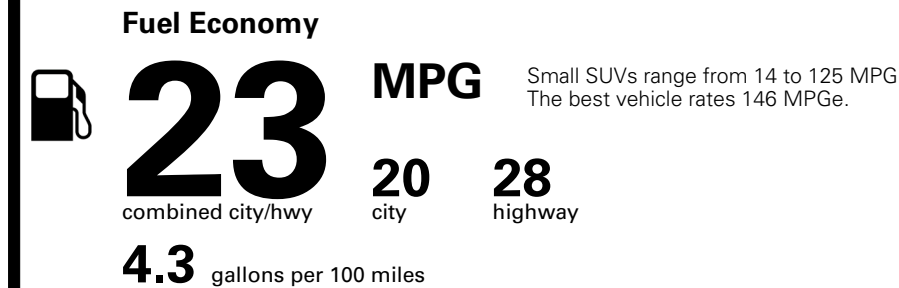 Fuel Economy
23 MPG
Small SUVs range from 14 to 125 MPG
The best vehicle rates 146 MPGe.
combined city/hwy
20
city
28
highway
4.3 gallons per 100 miles